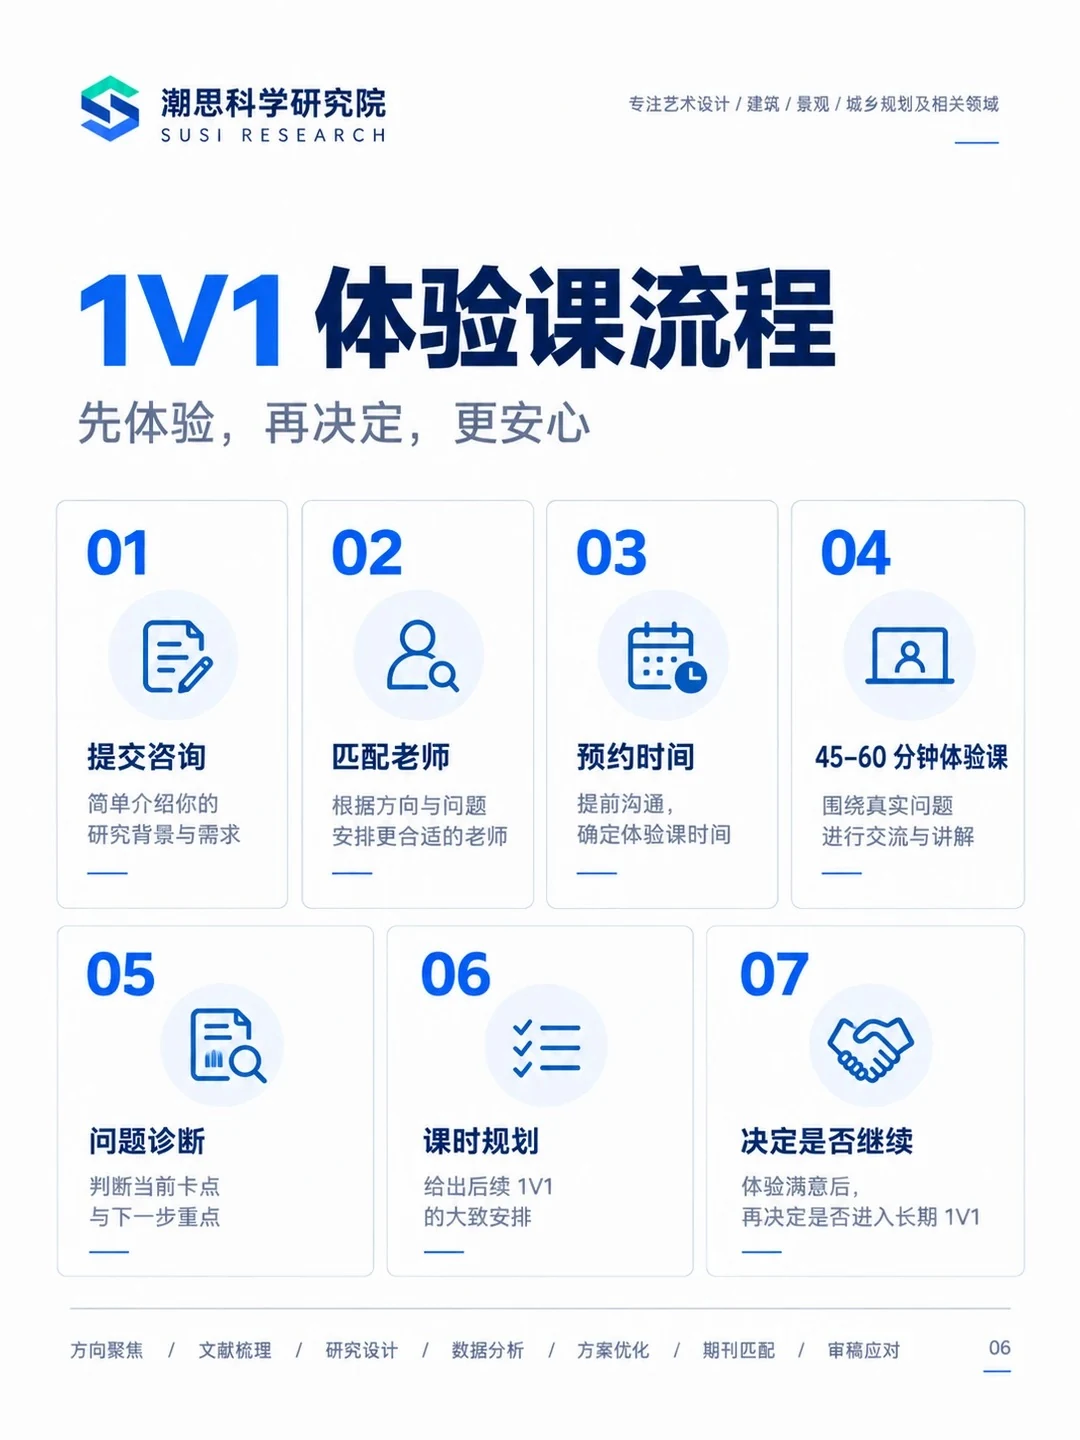 潮思科学研究院
SUSI RESEARCH
专注艺术设计 / 建筑 / 景观 / 城乡规划及相关领域
1V1 体验课流程
先体验，再决定，更安心
01
提交咨询
简单介绍你的
研究背景与需求
02
匹配老师
根据方向与问题
安排更合适的老师
03
预约时间
提前沟通，
确定体验课时间
04
45–60 分钟体验课
围绕真实问题
进行交流与讲解
05
问题诊断
判断当前卡点
与下一步重点
06
课时规划
给出后续 1V1
的大致安排
07
决定是否继续
体验满意后，
再决定是否进入长期 1V1
方向聚焦 / 文献梳理 / 研究设计 / 数据分析 / 方案优化 / 期刊匹配 / 审稿应对
06